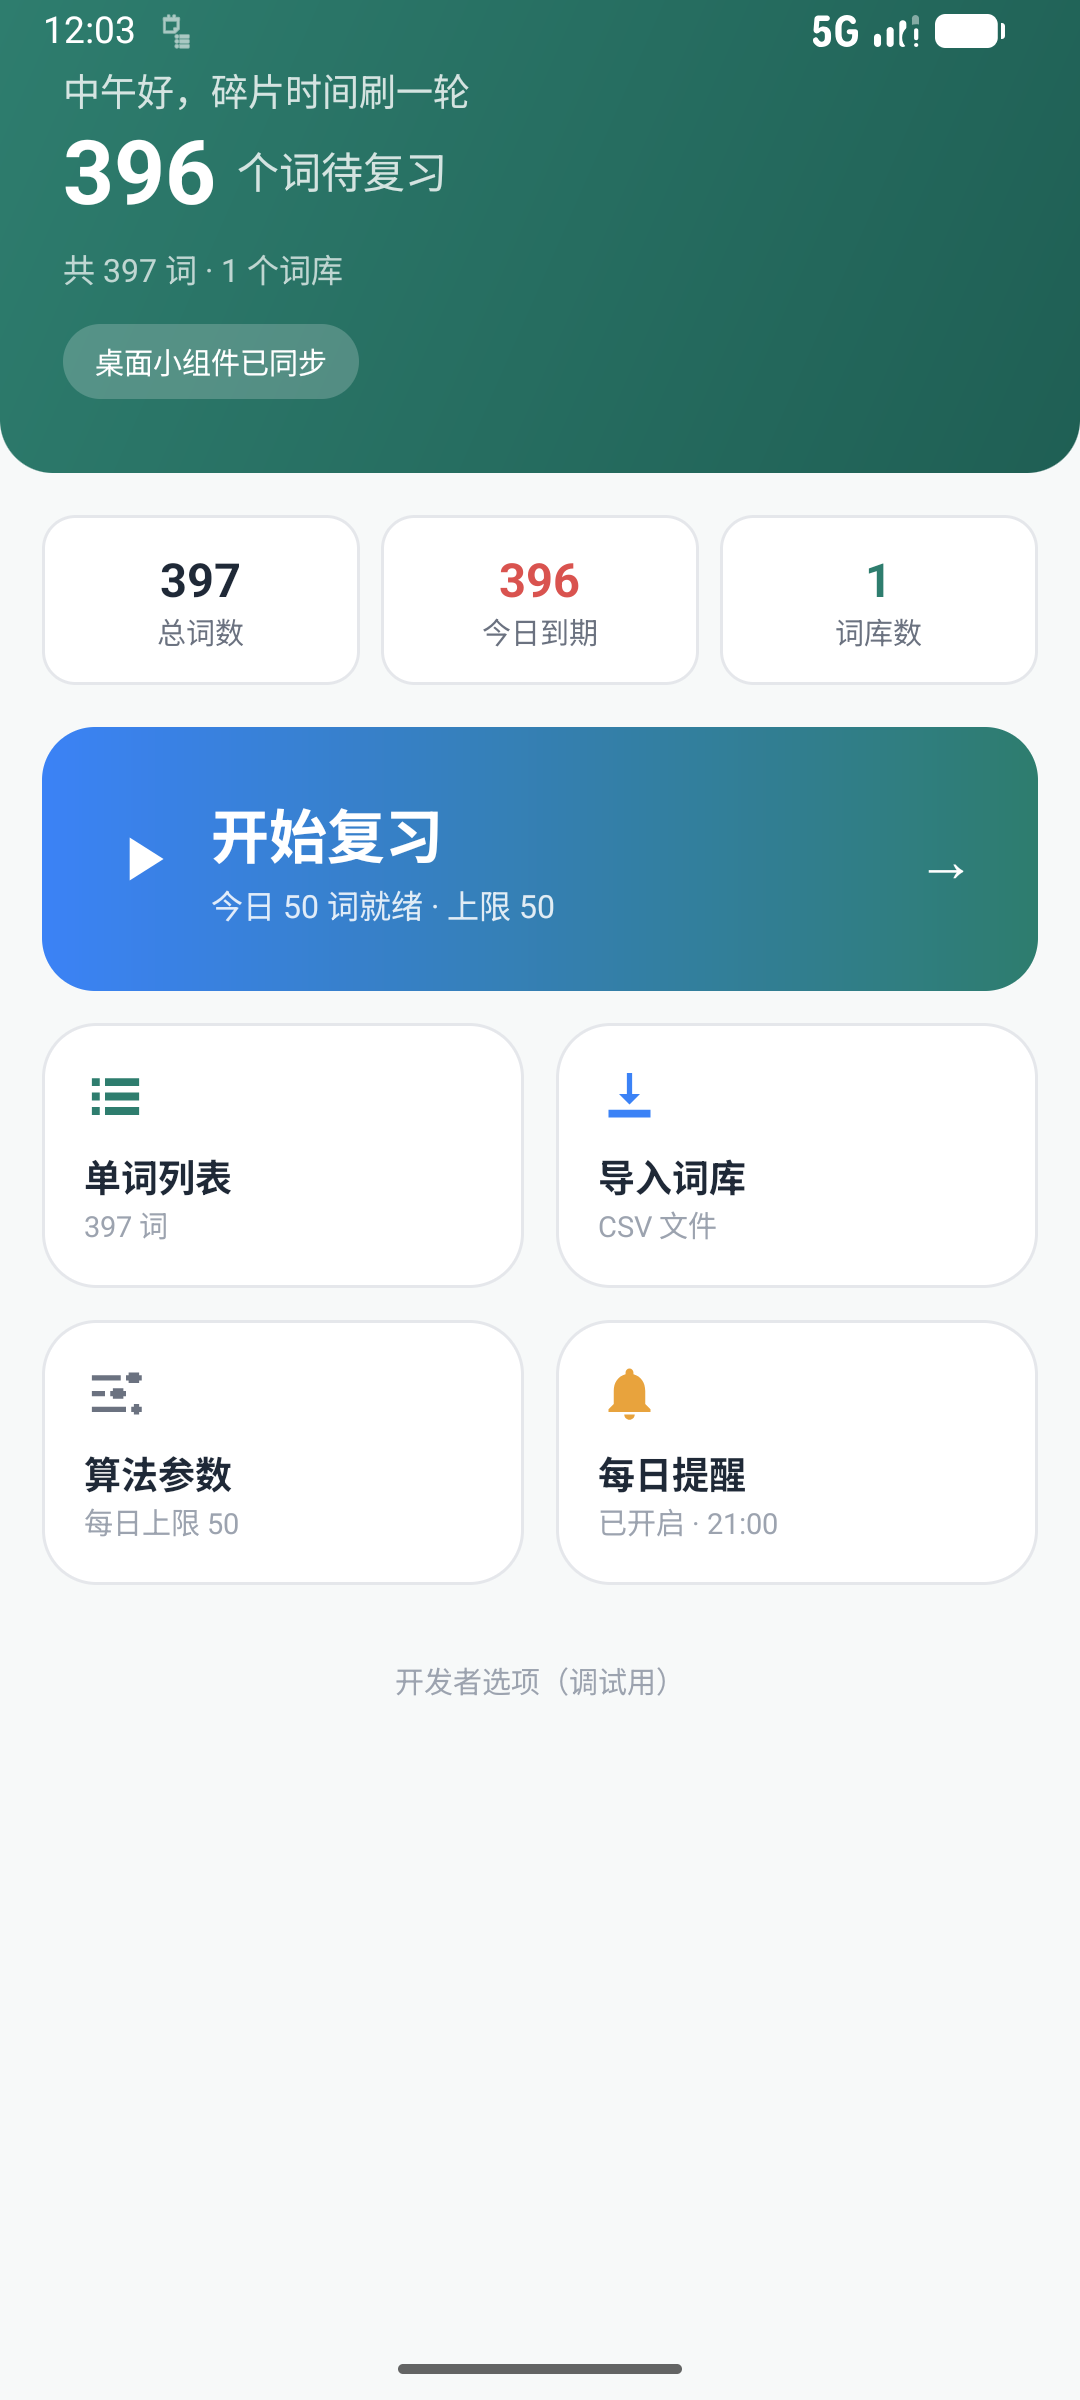 12:03
5G
中午好，碎片时间刷一轮
396 个词待复习
共 397 词 · 1 个词库
桌面小组件已同步
397
总词数
396
今日到期
1
词库数
开始复习
今日 50 词就绪 · 上限 50
→
单词列表
397 词
导入词库
CSV 文件
算法参数
每日上限 50
每日提醒
已开启 · 21:00
开发者选项（调试用）